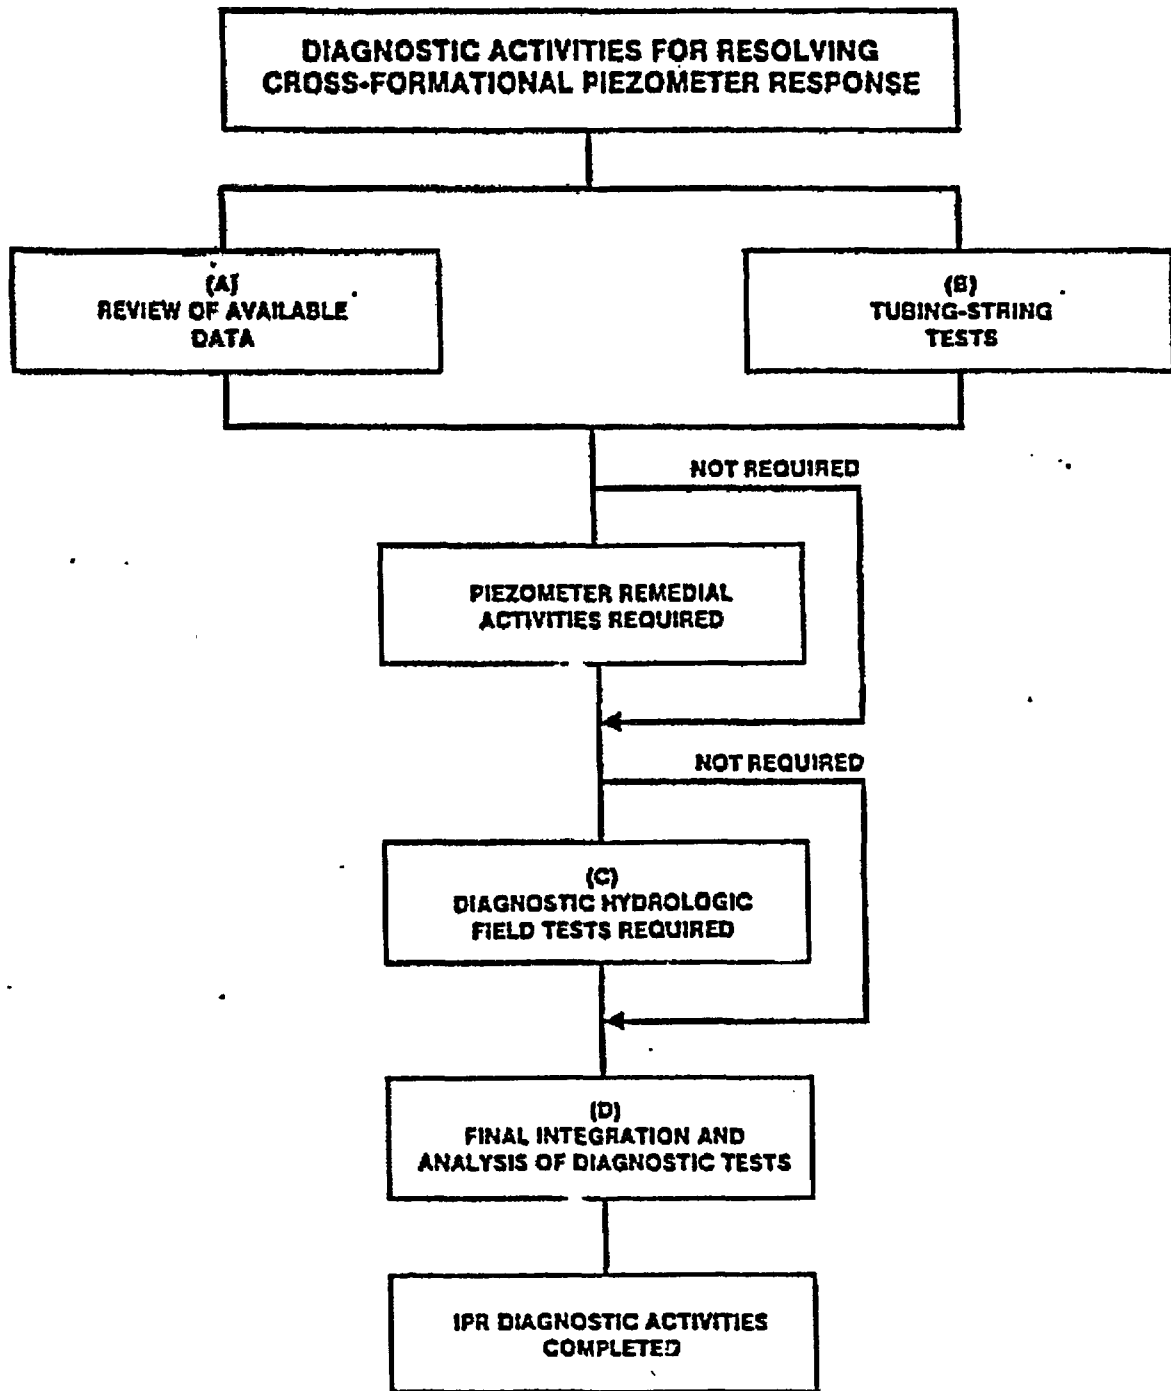 DIAGNOSTIC ACTIVITIES FOR RESOLVING
CROSS-FORMATIONAL PIEZOMETER RESPONSE
(A)
REVIEW OF AVAILABLE
DATA
(B)
TUBING-STRING
TESTS
NOT REQUIRED
PIEZOMETER REMEDIAL
ACTIVITIES REQUIRED
NOT REQUIRED
(C)
DIAGNOSTIC HYDROLOGIC
FIELD TESTS REQUIRED
(D)
FINAL INTEGRATION AND
ANALYSIS OF DIAGNOSTIC TESTS
IPR DIAGNOSTIC ACTIVITIES
COMPLETED